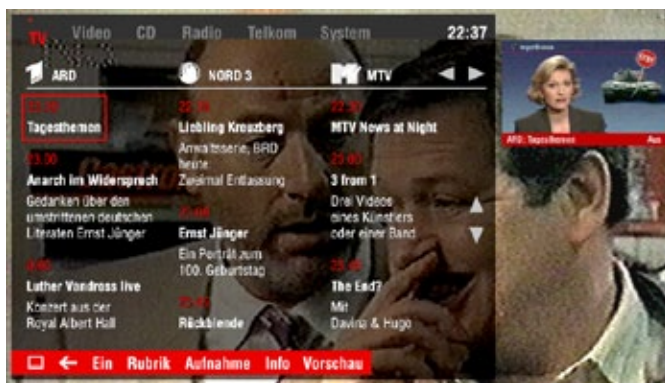 TV Video CD Radio Telkom System 22:37
ARD NORD 3 MTV
Tagesthemen
Liebling Kreuzberg
Anwaltsserie, BRD
heute
Zweimal Entlassung
MTV News at Night
23.00
Anarch im Widerspruch
Gedanken über den
umstrittenen deutschen
Literaten Ernst Jünger
Ernst Jünger
Ein Porträt zum
100. Geburtstag
3 from 1
Drei Videos
eines Künstlers
oder einer Band
Luther Vandross live
Konzert aus der
Royal Albert Hall
Rückblende
The End?
Mit
Davina & Hugo
Ein Rubrik Aufnahme Info Vorschau
ARD: Tagesthemen Aus